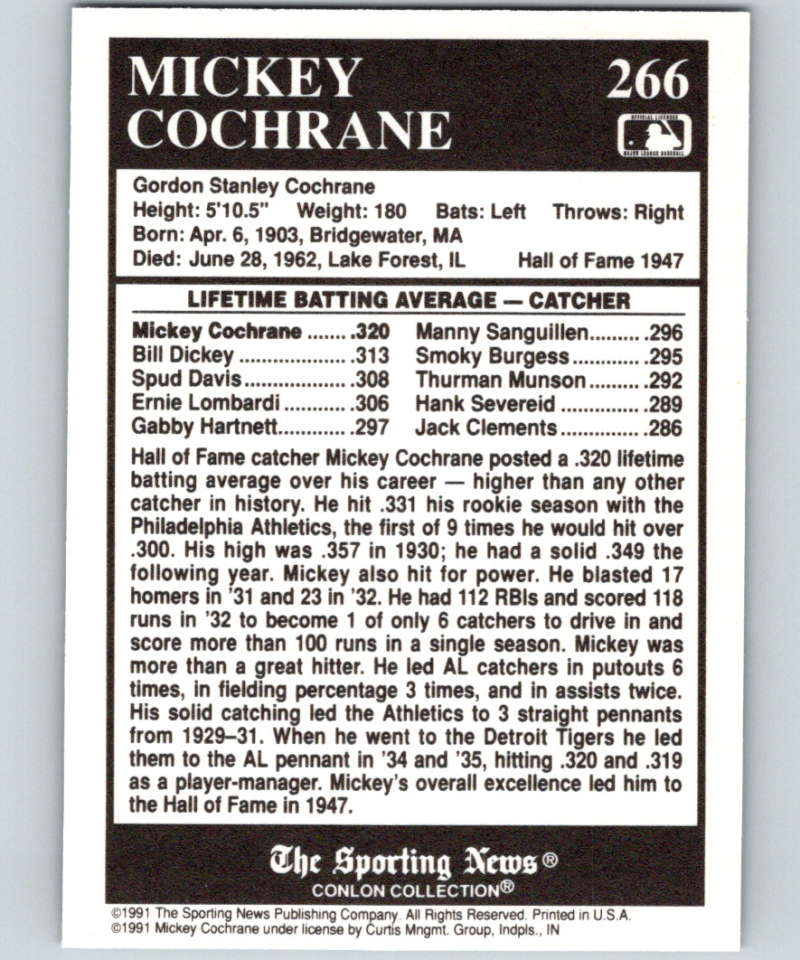 MICKEY 266
COCHRANE
OFFICIAL LICENSEE
MAJOR LEAGUE BASEBALL
Gordon Stanley Cochrane
Height: 5'10.5" Weight: 180 Bats: Left Throws: Right
Born: Apr. 6, 1903, Bridgewater, MA
Died: June 28, 1962, Lake Forest, IL Hall of Fame 1947
LIFETIME BATTING AVERAGE — CATCHER
Mickey Cochrane ....... .320 Manny Sanguillen......... .296
Bill Dickey .................. .313 Smoky Burgess............ .295
Spud Davis................. .308 Thurman Munson ......... .292
Ernie Lombardi ........... .306 Hank Severeid ............. .289
Gabby Hartnett............ .297 Jack Clements.............. .286
Hall of Fame catcher Mickey Cochrane posted a .320 lifetime
batting average over his career — higher than any other
catcher in history. He hit .331 his rookie season with the
Philadelphia Athletics, the first of 9 times he would hit over
.300. His high was .357 in 1930; he had a solid .349 the
following year. Mickey also hit for power. He blasted 17
homers in '31 and 23 in '32. He had 112 RBIs and scored 118
runs in '32 to become 1 of only 6 catchers to drive in and
score more than 100 runs in a single season. Mickey was
more than a great hitter. He led AL catchers in putouts 6
times, in fielding percentage 3 times, and in assists twice.
His solid catching led the Athletics to 3 straight pennants
from 1929–31. When he went to the Detroit Tigers he led
them to the AL pennant in '34 and '35, hitting .320 and .319
as a player-manager. Mickey's overall excellence led him to
the Hall of Fame in 1947.
The Sporting News®
CONLON COLLECTION®
©1991 The Sporting News Publishing Company. All Rights Reserved. Printed in U.S.A.
©1991 Mickey Cochrane under license by Curtis Mngmt. Group, Indpls., IN